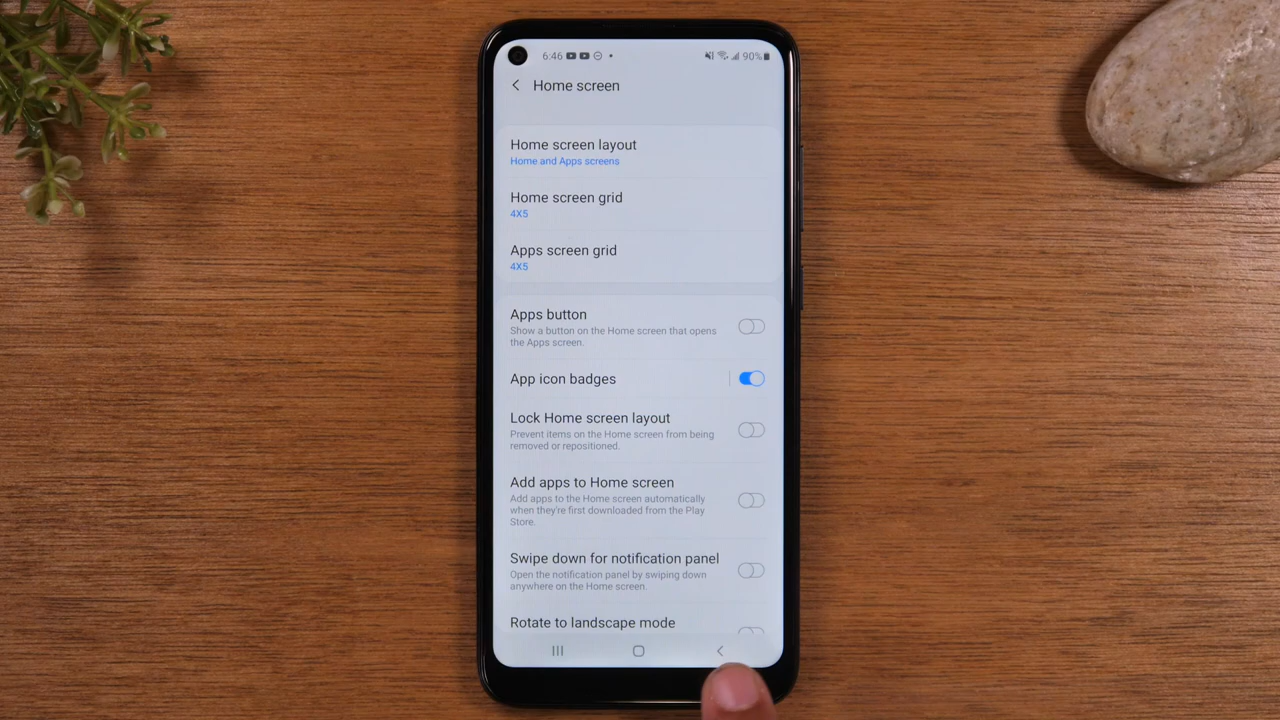 6:46 90%
Home screen
Home screen layout
Home and Apps screens
Home screen grid
4X5
Apps screen grid
4X5
Apps button
Show a button on the Home screen that opens
the Apps screen.
App icon badges
Lock Home screen layout
Prevent items on the Home screen from being
removed or repositioned.
Add apps to Home screen
Add apps to the Home screen automatically
when they're first downloaded from the Play
Store.
Swipe down for notification panel
Open the notification panel by swiping down
anywhere on the Home screen.
Rotate to landscape mode